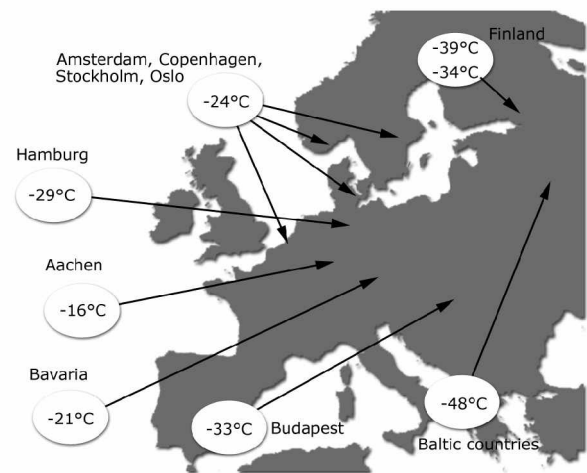 Finland
-39°C
-34°C
Amsterdam, Copenhagen,
Stockholm, Oslo
-24°C
Hamburg
-29°C
Aachen
-16°C
Bavaria
-21°C
-33°C
Budapest
-48°C
Baltic countries